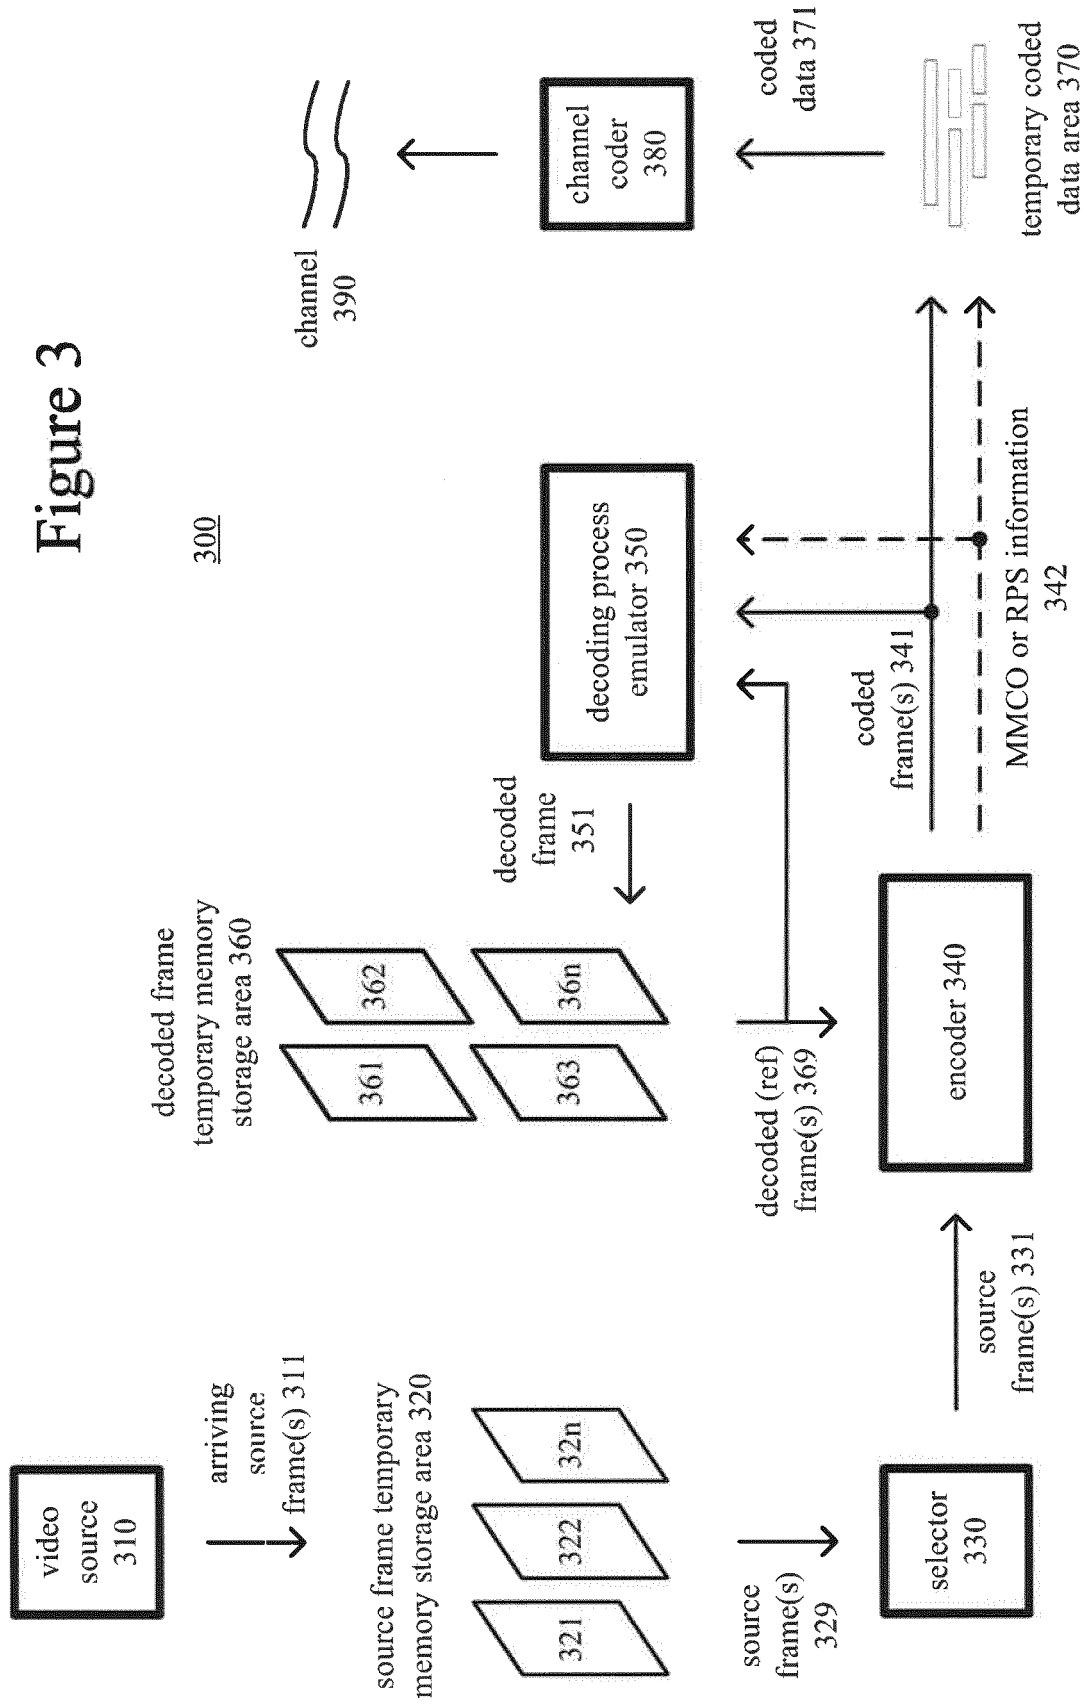 Figure 3
300
video
source
310
arriving
source
frame(s) 311
source frame temporary
memory storage area 320
321
322
32n
source
frame(s)
329
selector
330
source
frame(s) 331
encoder 340
decoded frame
temporary memory
storage area 360
361
362
363
36n
decoded (ref)
frame(s) 369
decoded
frame
351
decoding process
emulator 350
coded
frame(s) 341
MMCO or RPS information
342
channel
390
channel
coder
380
coded
data 371
temporary coded
data area 370